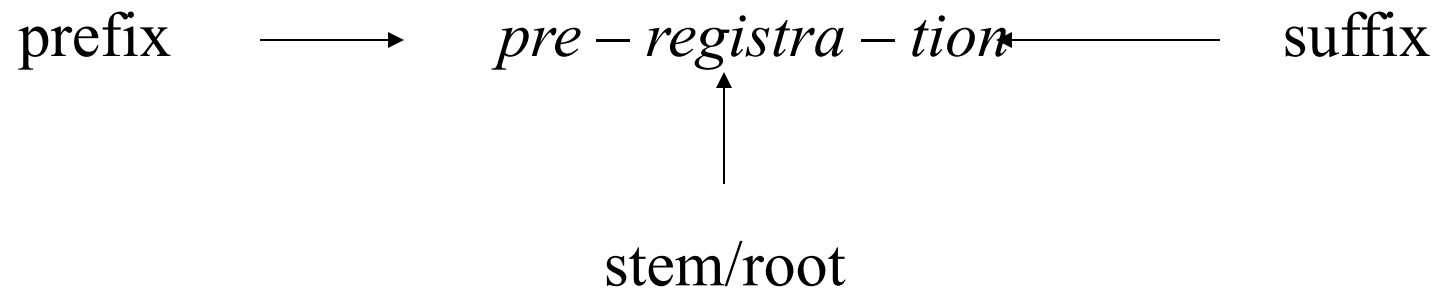 prefix pre – registra – tion suffix
stem/root